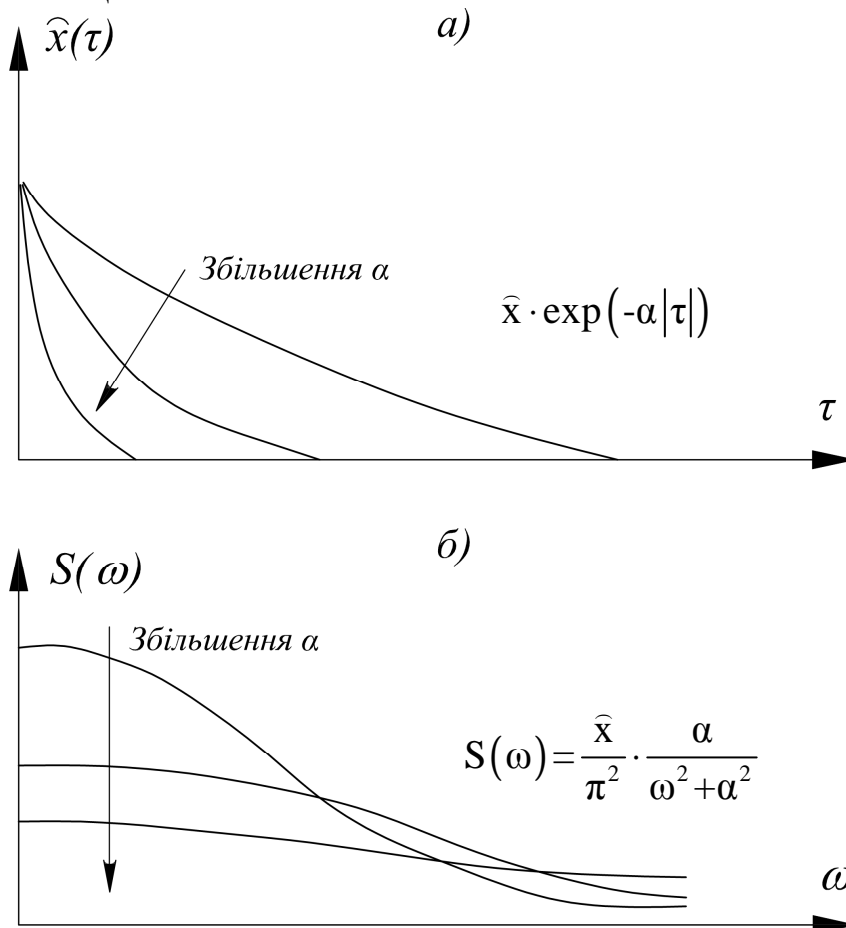 а)
x̂(τ)
Збільшення α
x̂ · exp(-α|τ|)
τ
б)
S(ω)
Збільшення α
S(ω) = x̂/π² · α/(ω²+α²)
ω